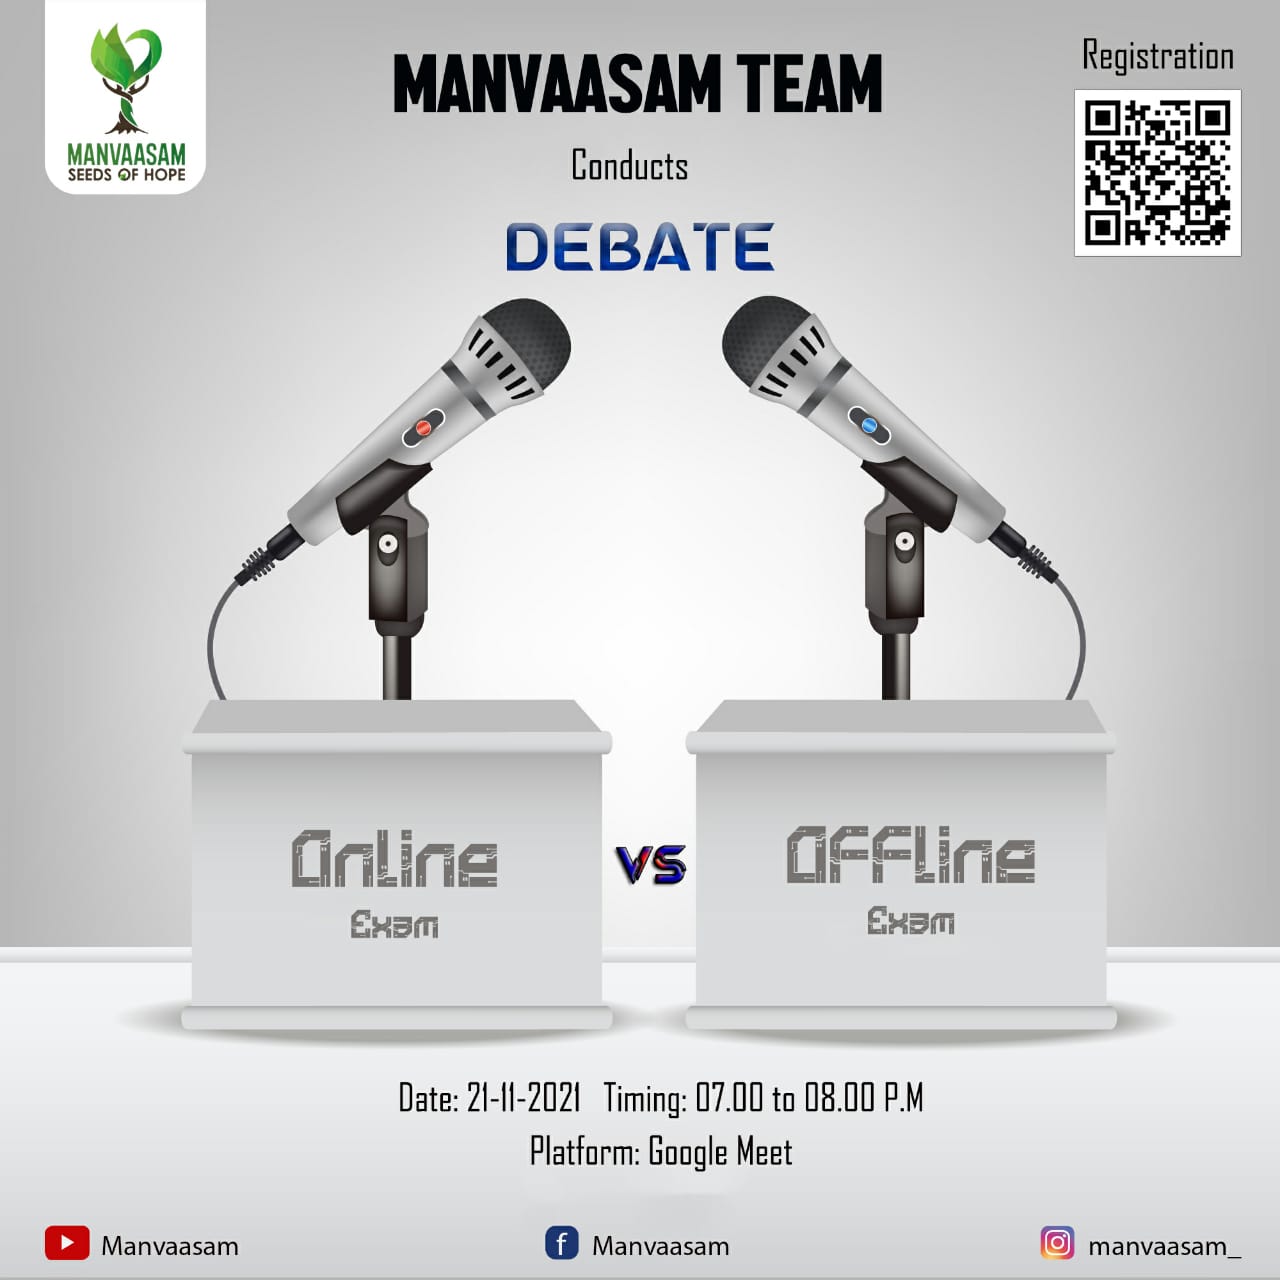 MANVAASAM
SEEDS OF HOPE
MANVAASAM TEAM
Conducts
DEBATE
Registration
Online
Exam
VS
Offline
Exam
Date: 21-11-2021 Timing: 07.00 to 08.00 P.M
Platform: Google Meet
Manvaasam
f Manvaasam
manvaasam_